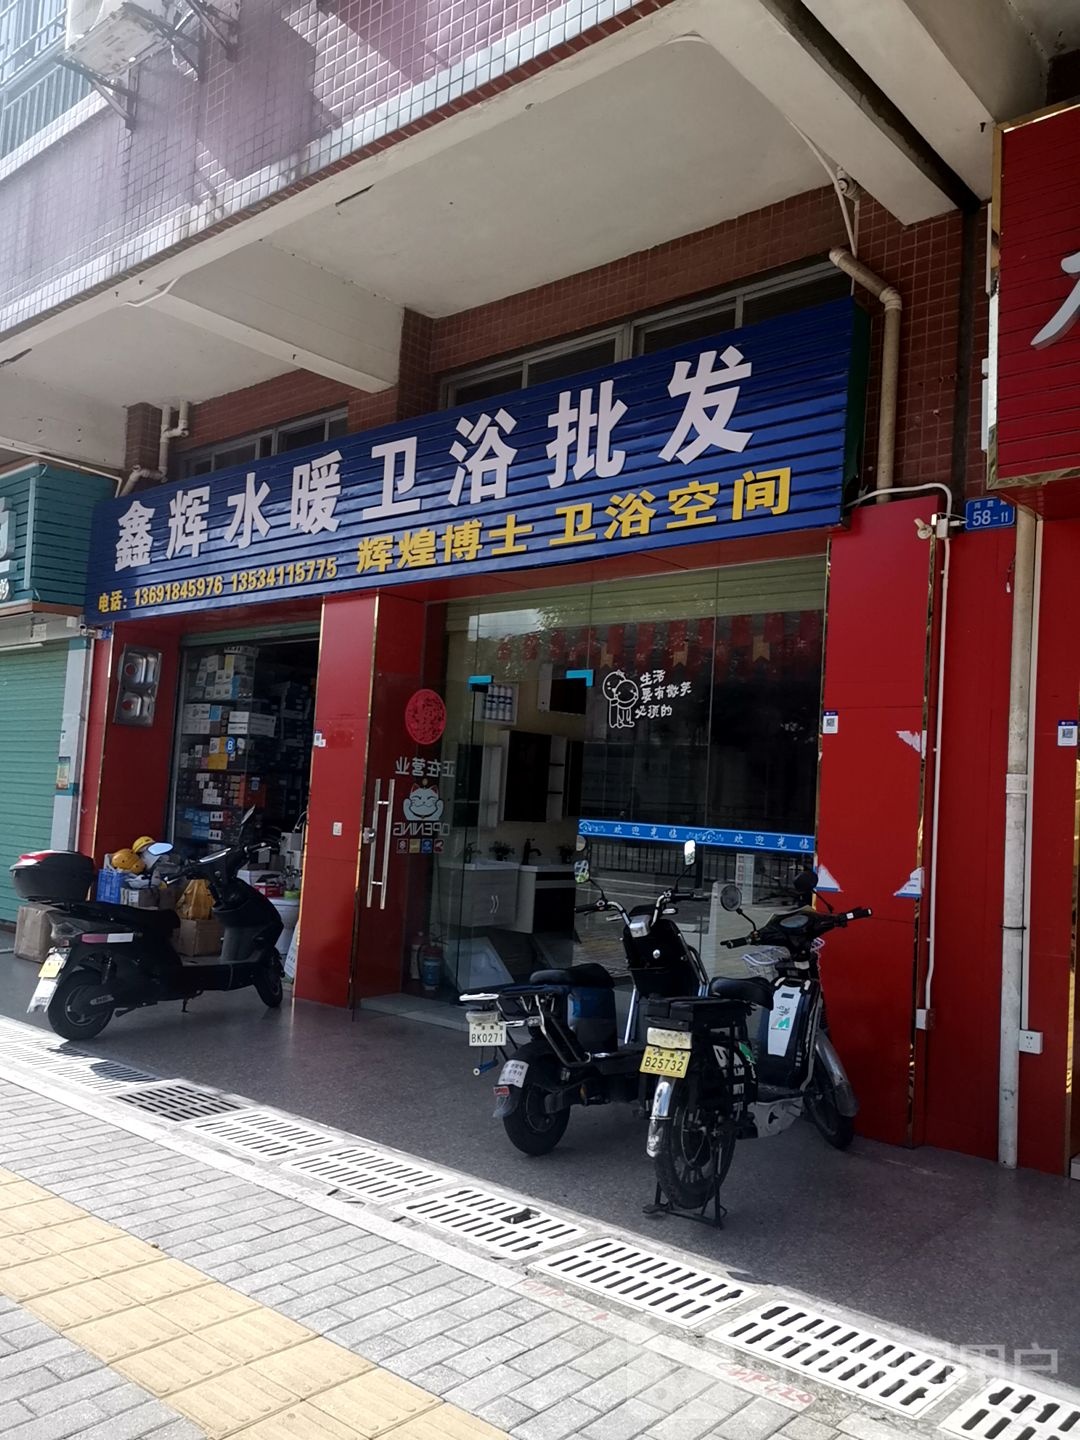 鑫辉水暖卫浴批发
电话：13691845976 13534115775 辉煌博士 卫浴空间
58-11
生活
要有微笑
必须的
正在营业
OPENING
欢迎光临 欢迎光临
BK0271
B25732
用户